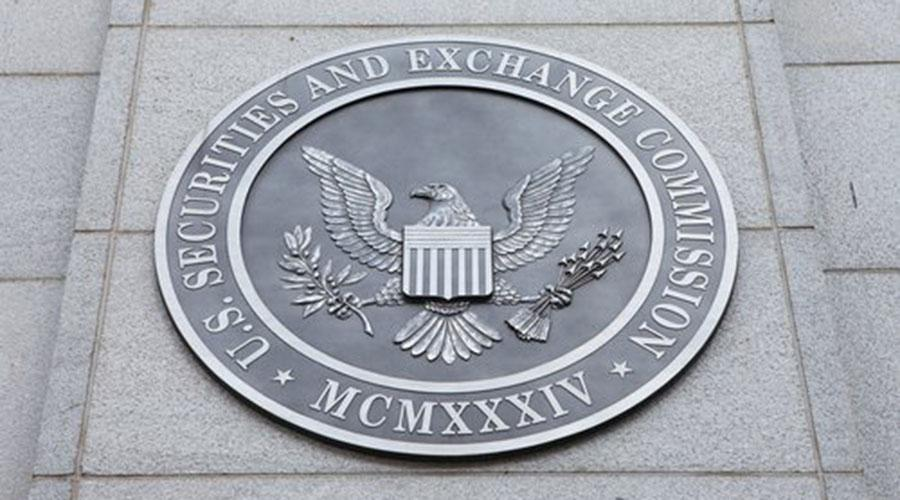 U.S. SECURITIES AND EXCHANGE COMMISSION
MCMXXXIV